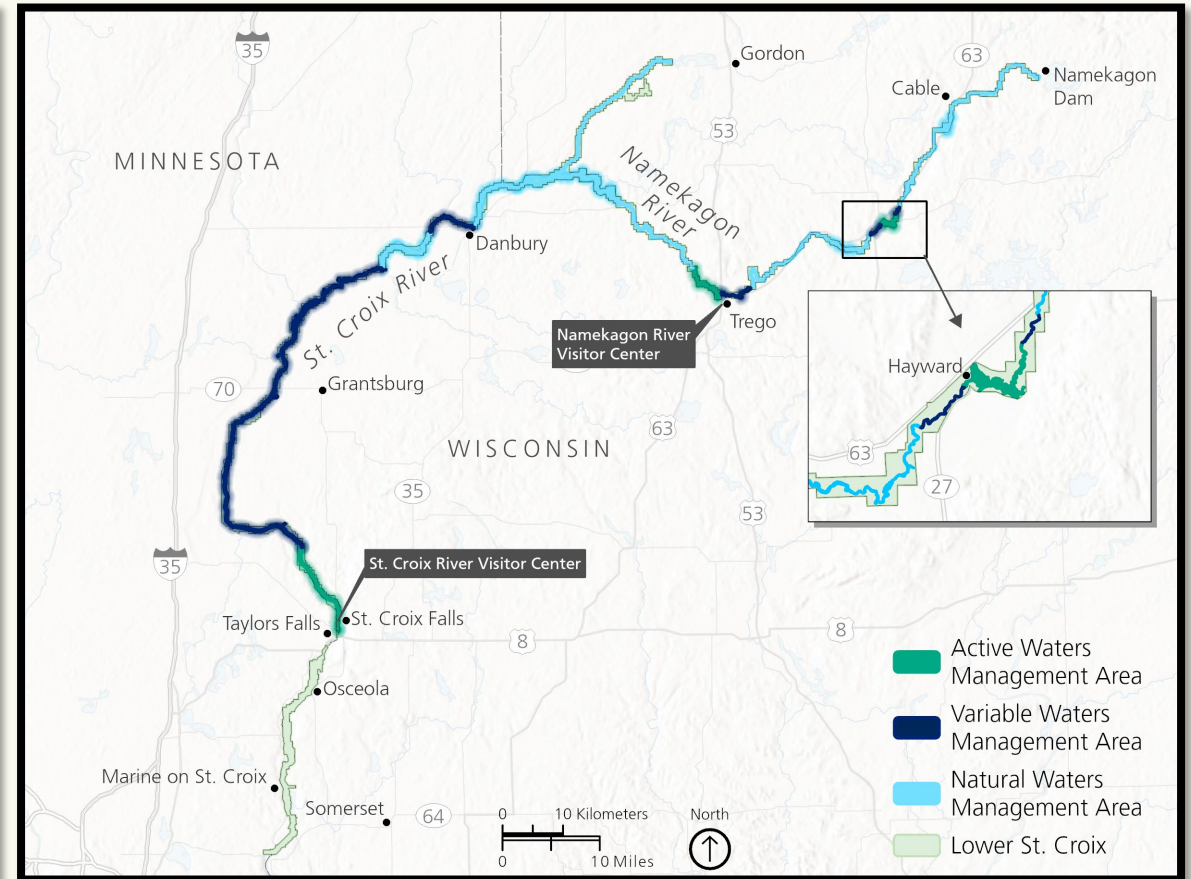 35
Gordon
63
Cable
Namekagon
Dam
53
MINNESOTA
Namekagon
River
Danbury
St. Croix River
Trego
Namekagon River
Visitor Center
Hayward
70
Grantsburg
63
WISCONSIN
63
27
35
53
35
St. Croix River Visitor Center
Taylors Falls
St. Croix Falls
8
8
Osceola
Active Waters
Management Area
Variable Waters
Management Area
Natural Waters
Management Area
Lower St. Croix
Marine on St. Croix
Somerset
64
0 10 Kilometers
0 10 Miles
North